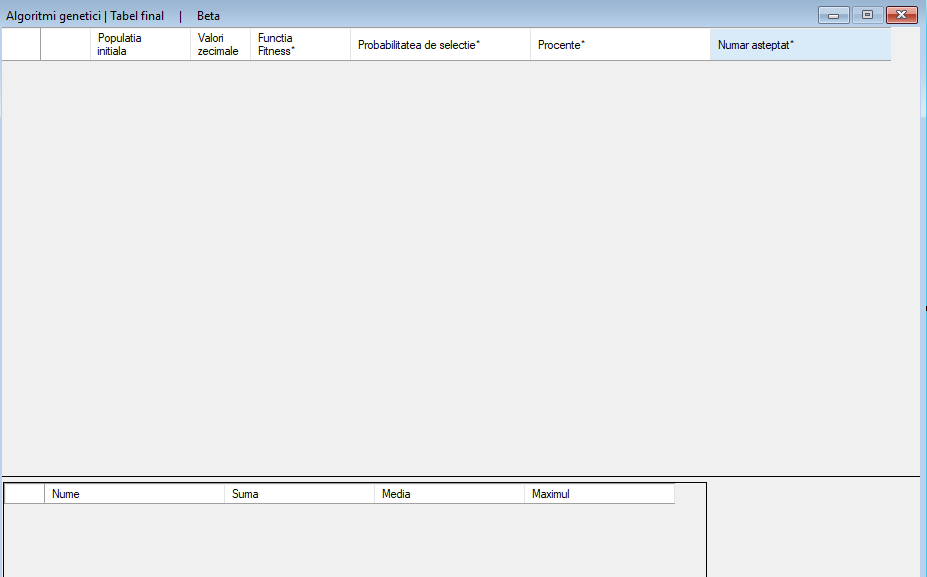 Algoritmi genetici | Tabel final | Beta
Populatia
initiala
Valori
zecimale
Functia
Fitness*
Probabilitatea de selectie*
Procente*
Numar asteptat*
Nume
Suma
Media
Maximul